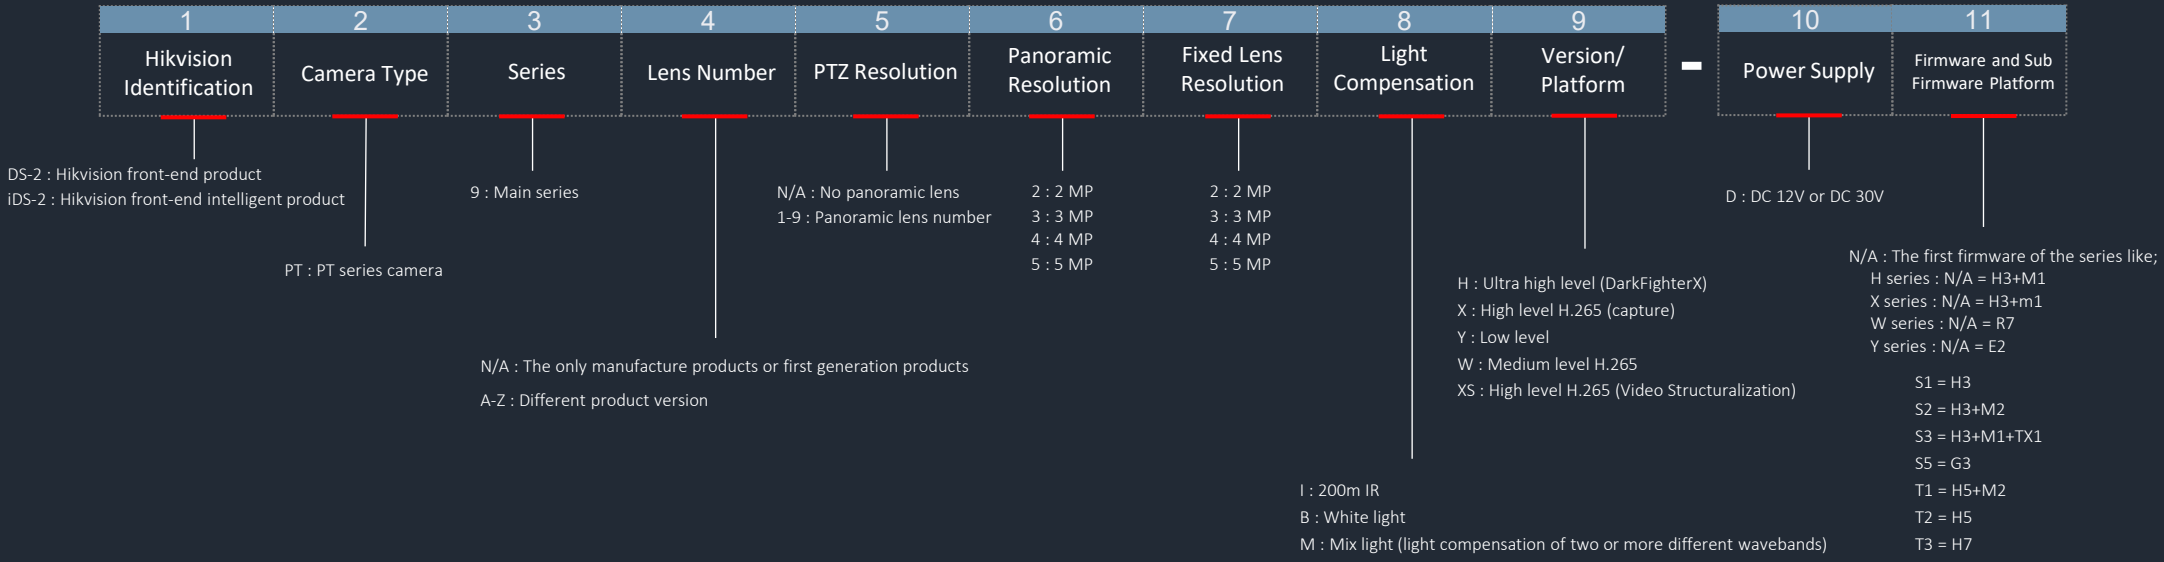 1
2
3
4
5
6
7
8
9
10
11
Hikvision
Identification
Camera Type
Series
Lens Number
PTZ Resolution
Panoramic
Resolution
Fixed Lens
Resolution
Light
Compensation
Version/
Platform
-
Power Supply
Firmware and Sub
Firmware Platform
DS-2 : Hikvision front-end product
iDS-2 : Hikvision front-end intelligent product
PT : PT series camera
9 : Main series
N/A : The only manufacture products or first generation products
A-Z : Different product version
N/A : No panoramic lens
1-9 : Panoramic lens number
2 : 2 MP
3 : 3 MP
4 : 4 MP
5 : 5 MP
2 : 2 MP
3 : 3 MP
4 : 4 MP
5 : 5 MP
I : 200m IR
B : White light
M : Mix light (light compensation of two or more different wavebands)
H : Ultra high level (DarkFighterX)
X : High level H.265 (capture)
Y : Low level
W : Medium level H.265
XS : High level H.265 (Video Structuralization)
D : DC 12V or DC 30V
N/A : The first firmware of the series like;
H series : N/A = H3+M1
X series : N/A = H3+m1
W series : N/A = R7
Y series : N/A = E2
S1 = H3
S2 = H3+M2
S3 = H3+M1+TX1
S5 = G3
T1 = H5+M2
T2 = H5
T3 = H7